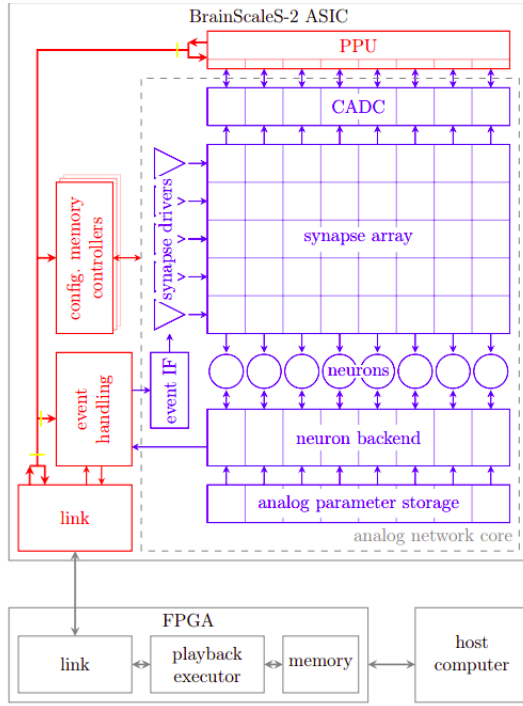 BrainScaleS-2 ASIC
PPU
CADC
synapse drivers
synapse array
config. memory
controllers
event
handling
event IF
neurons
neuron backend
analog parameter storage
link
analog network core
FPGA
link
playback
executor
memory
host
computer